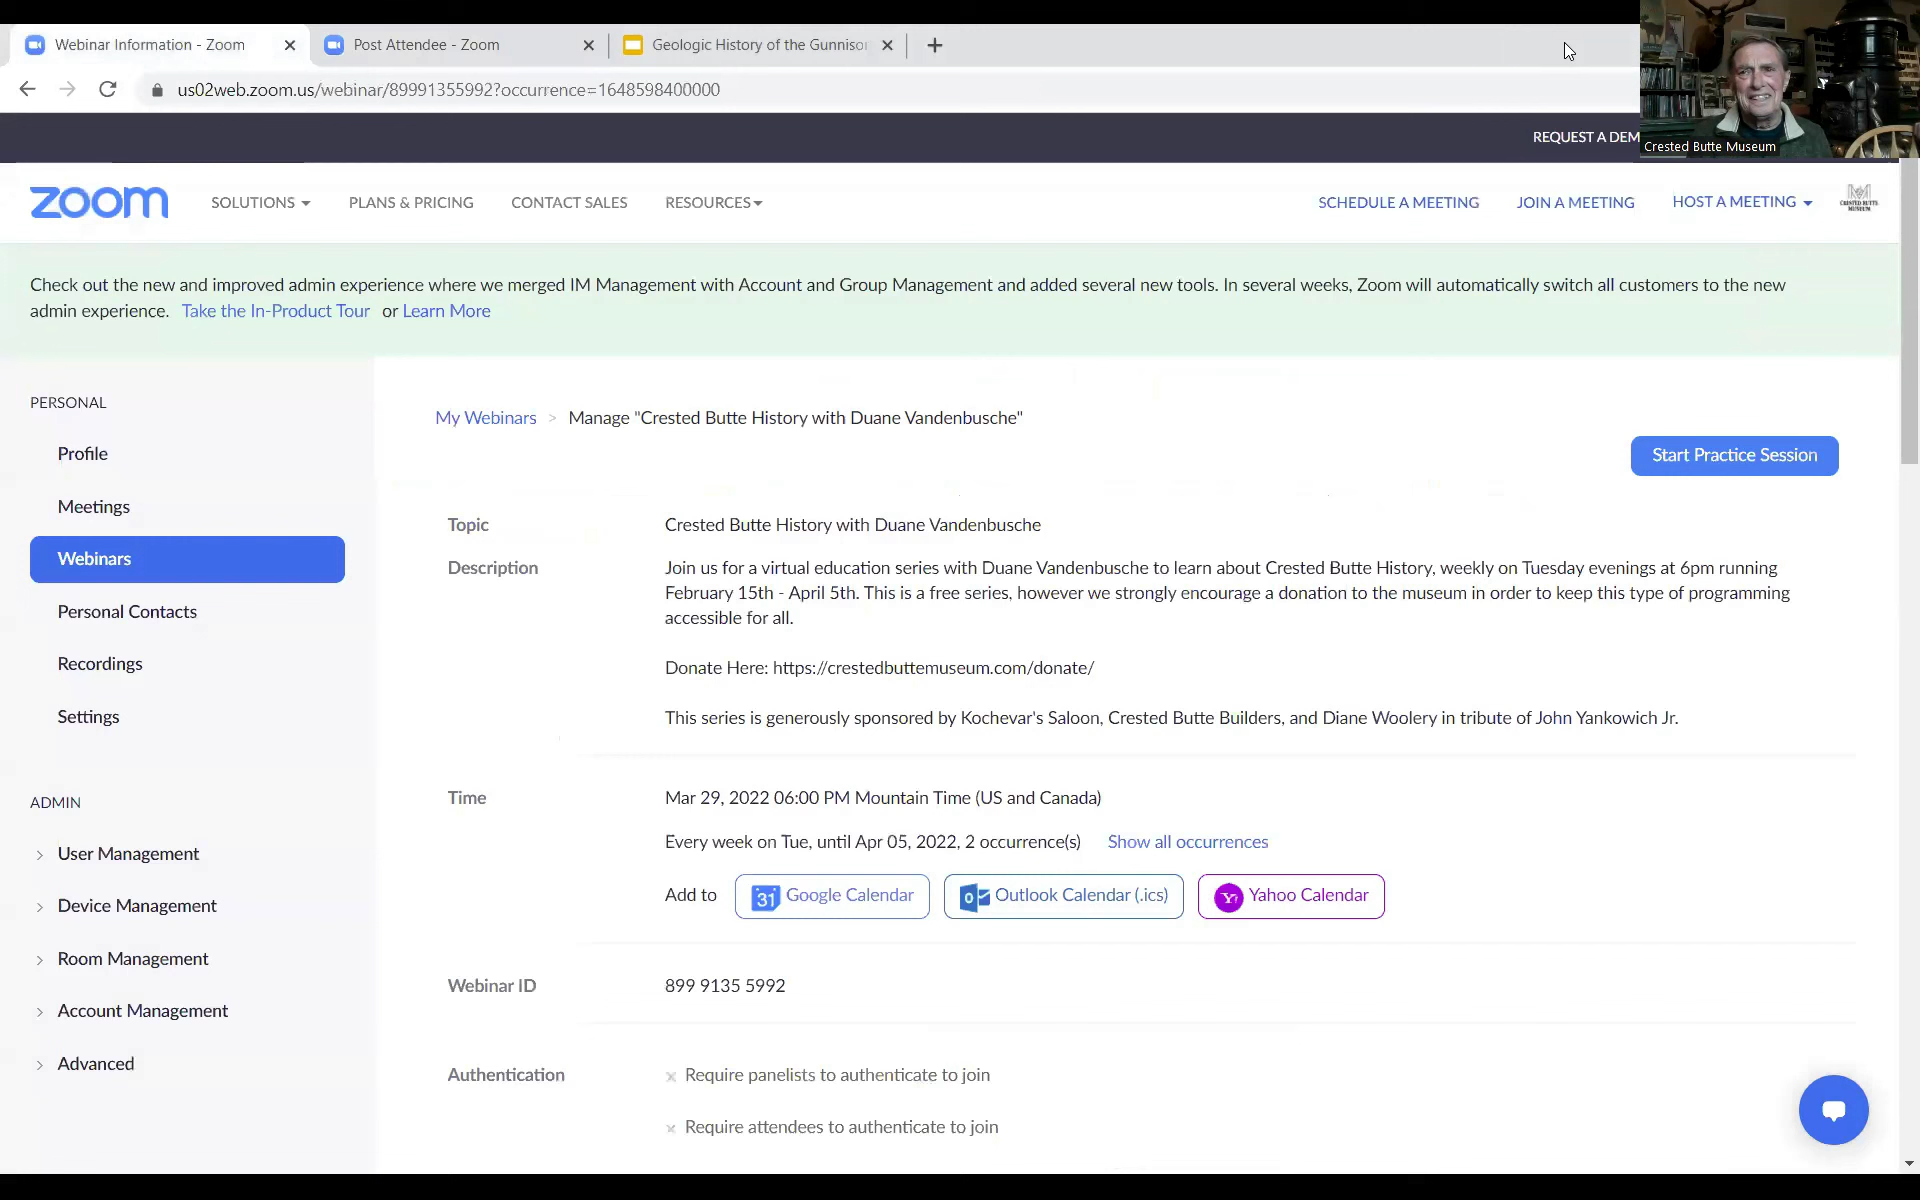 Webinar Information - Zoom
Post Attendee - Zoom
Geologic History of the Gunniso
us02web.zoom.us/webinar/89991355992?occurrence=1648598400000
REQUEST A DEM
Crested Butte Museum
zoom
SOLUTIONS
PLANS & PRICING
CONTACT SALES
RESOURCES
SCHEDULE A MEETING
JOIN A MEETING
HOST A MEETING
CRESTED BUTTE
MUSEUM
Check out the new and improved admin experience where we merged IM Management with Account and Group Management and added several new tools. In several weeks, Zoom will automatically switch all customers to the new
admin experience. Take the In-Product Tour or Learn More
PERSONAL
Profile
Meetings
Webinars
Personal Contacts
Recordings
Settings
ADMIN
User Management
Device Management
Room Management
Account Management
Advanced
My Webinars > Manage "Crested Butte History with Duane Vandenbusche"
Start Practice Session
Topic
Crested Butte History with Duane Vandenbusche
Description
Join us for a virtual education series with Duane Vandenbusche to learn about Crested Butte History, weekly on Tuesday evenings at 6pm running
February 15th - April 5th. This is a free series, however we strongly encourage a donation to the museum in order to keep this type of programming
accessible for all.
Donate Here: https://crestedbuttemuseum.com/donate/
This series is generously sponsored by Kochevar's Saloon, Crested Butte Builders, and Diane Woolery in tribute of John Yankowich Jr.
Time
Mar 29, 2022 06:00 PM Mountain Time (US and Canada)
Every week on Tue, until Apr 05, 2022, 2 occurrence(s) Show all occurrences
Add to
31 Google Calendar
Outlook Calendar (.ics)
Yahoo Calendar
Webinar ID
899 9135 5992
Authentication
Require panelists to authenticate to join
Require attendees to authenticate to join